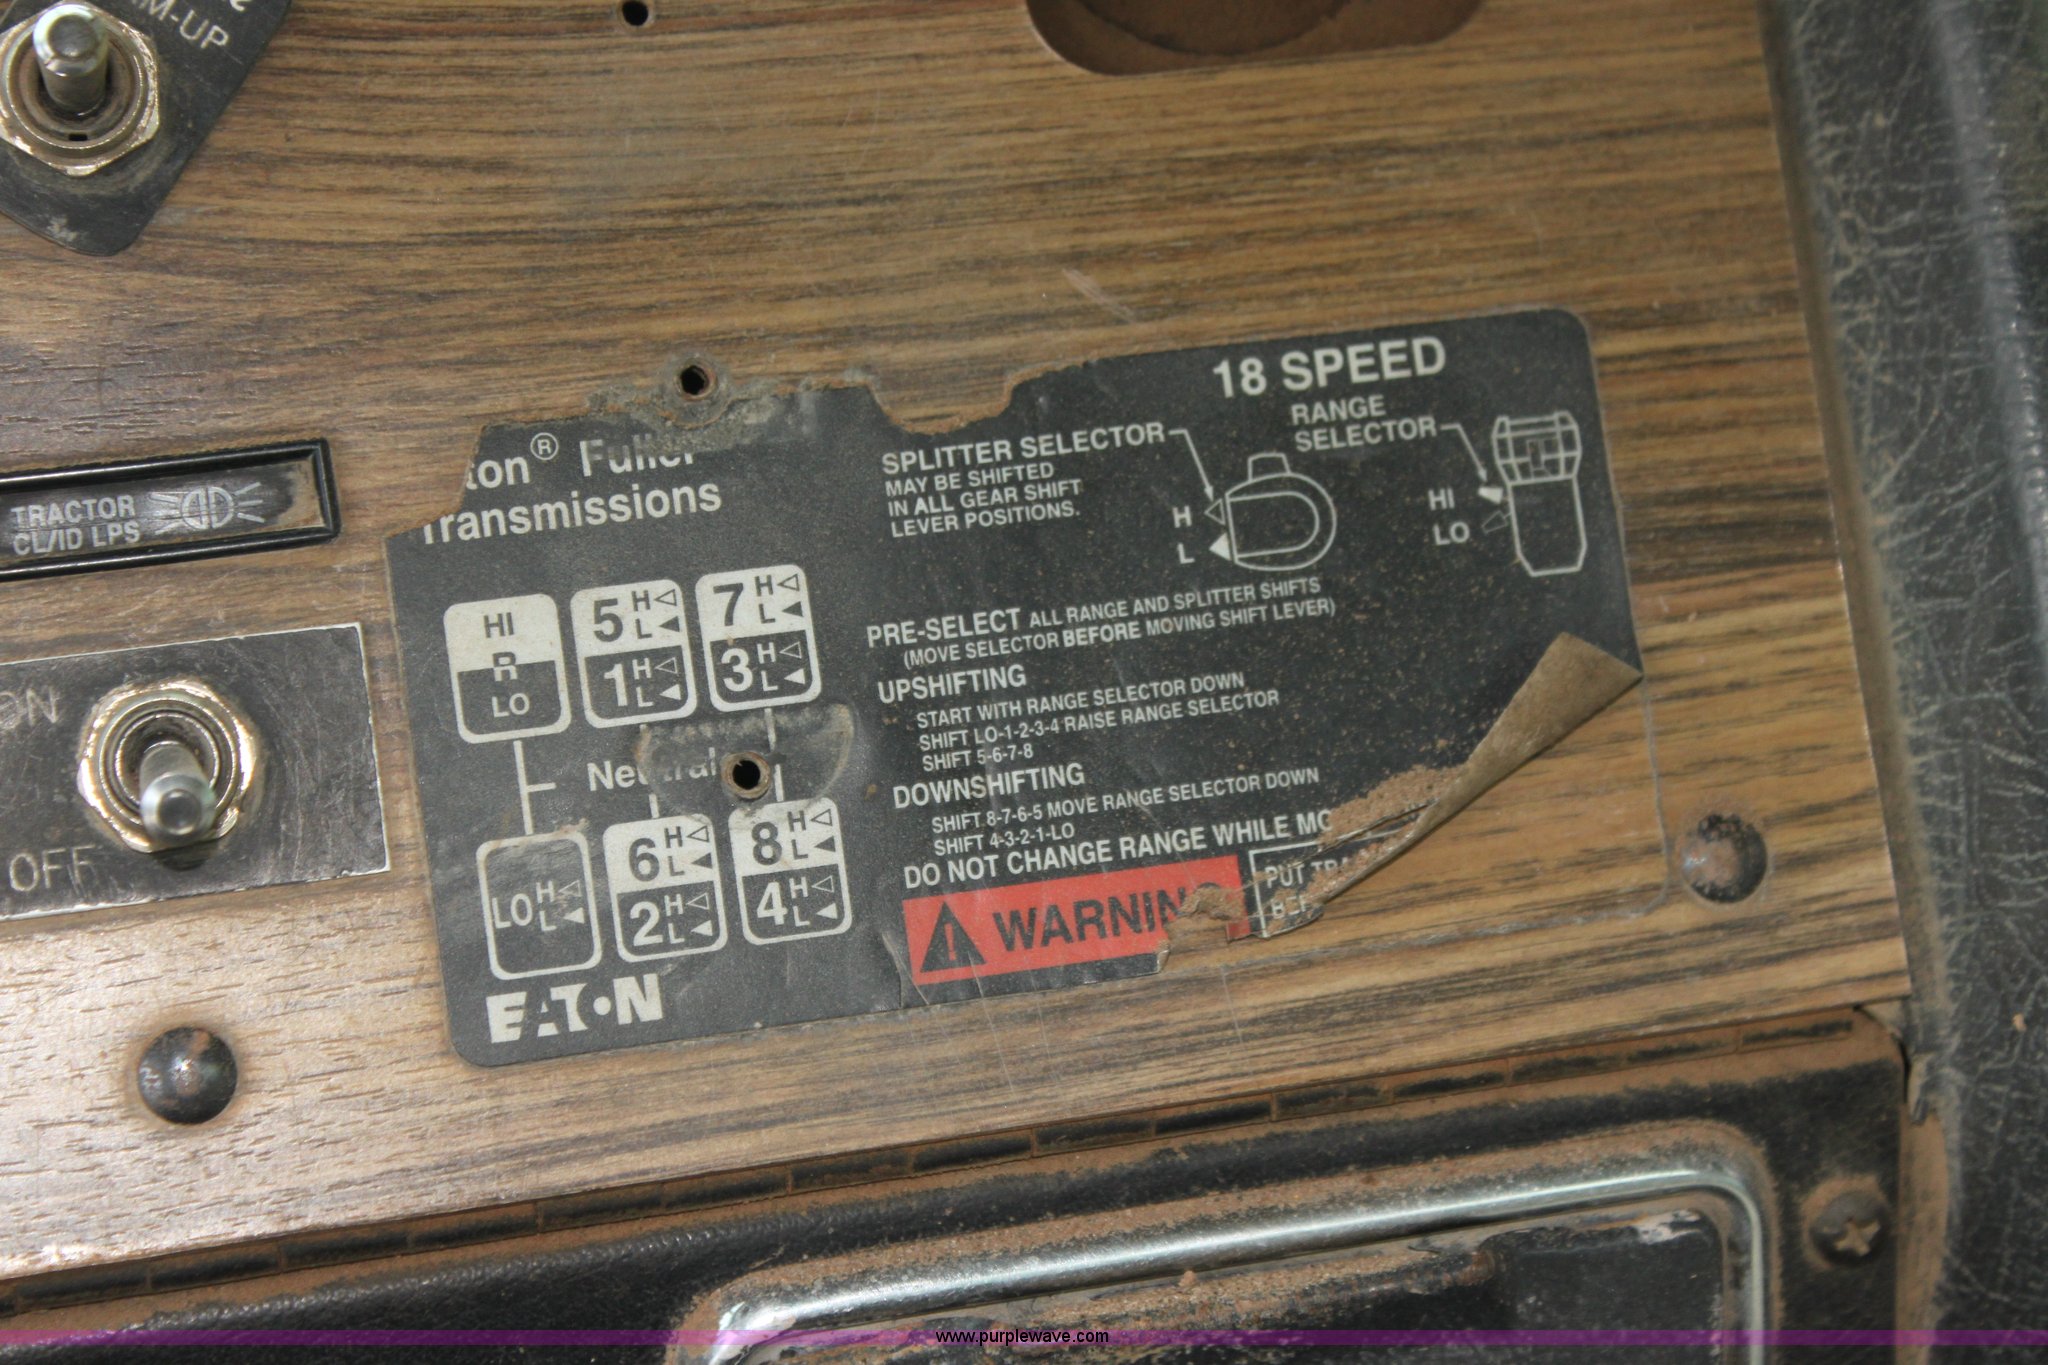 M-UP
TRACTOR
CL/ID LPS
ON
OFF
ton® Fuller
Transmissions
18 SPEED
SPLITTER SELECTOR
MAY BE SHIFTED
IN ALL GEAR SHIFT
LEVER POSITIONS.
H
L
RANGE
SELECTOR
HI
LO
HI
R
LO
5 H
L
1 H
L
7 H
L
3 H
L
Neutral
LO H
L
6 H
L
2 H
L
8 H
L
4 H
L
EATON
PRE-SELECT ALL RANGE AND SPLITTER SHIFTS
(MOVE SELECTOR BEFORE MOVING SHIFT LEVER)
UPSHIFTING
START WITH RANGE SELECTOR DOWN
SHIFT LO-1-2-3-4 RAISE RANGE SELECTOR
SHIFT 5-6-7-8
DOWNSHIFTING
SHIFT 8-7-6-5 MOVE RANGE SELECTOR DOWN
SHIFT 4-3-2-1-LO
DO NOT CHANGE RANGE WHILE MO
WARNING
PUT TRA
BEF
www.purplewave.com